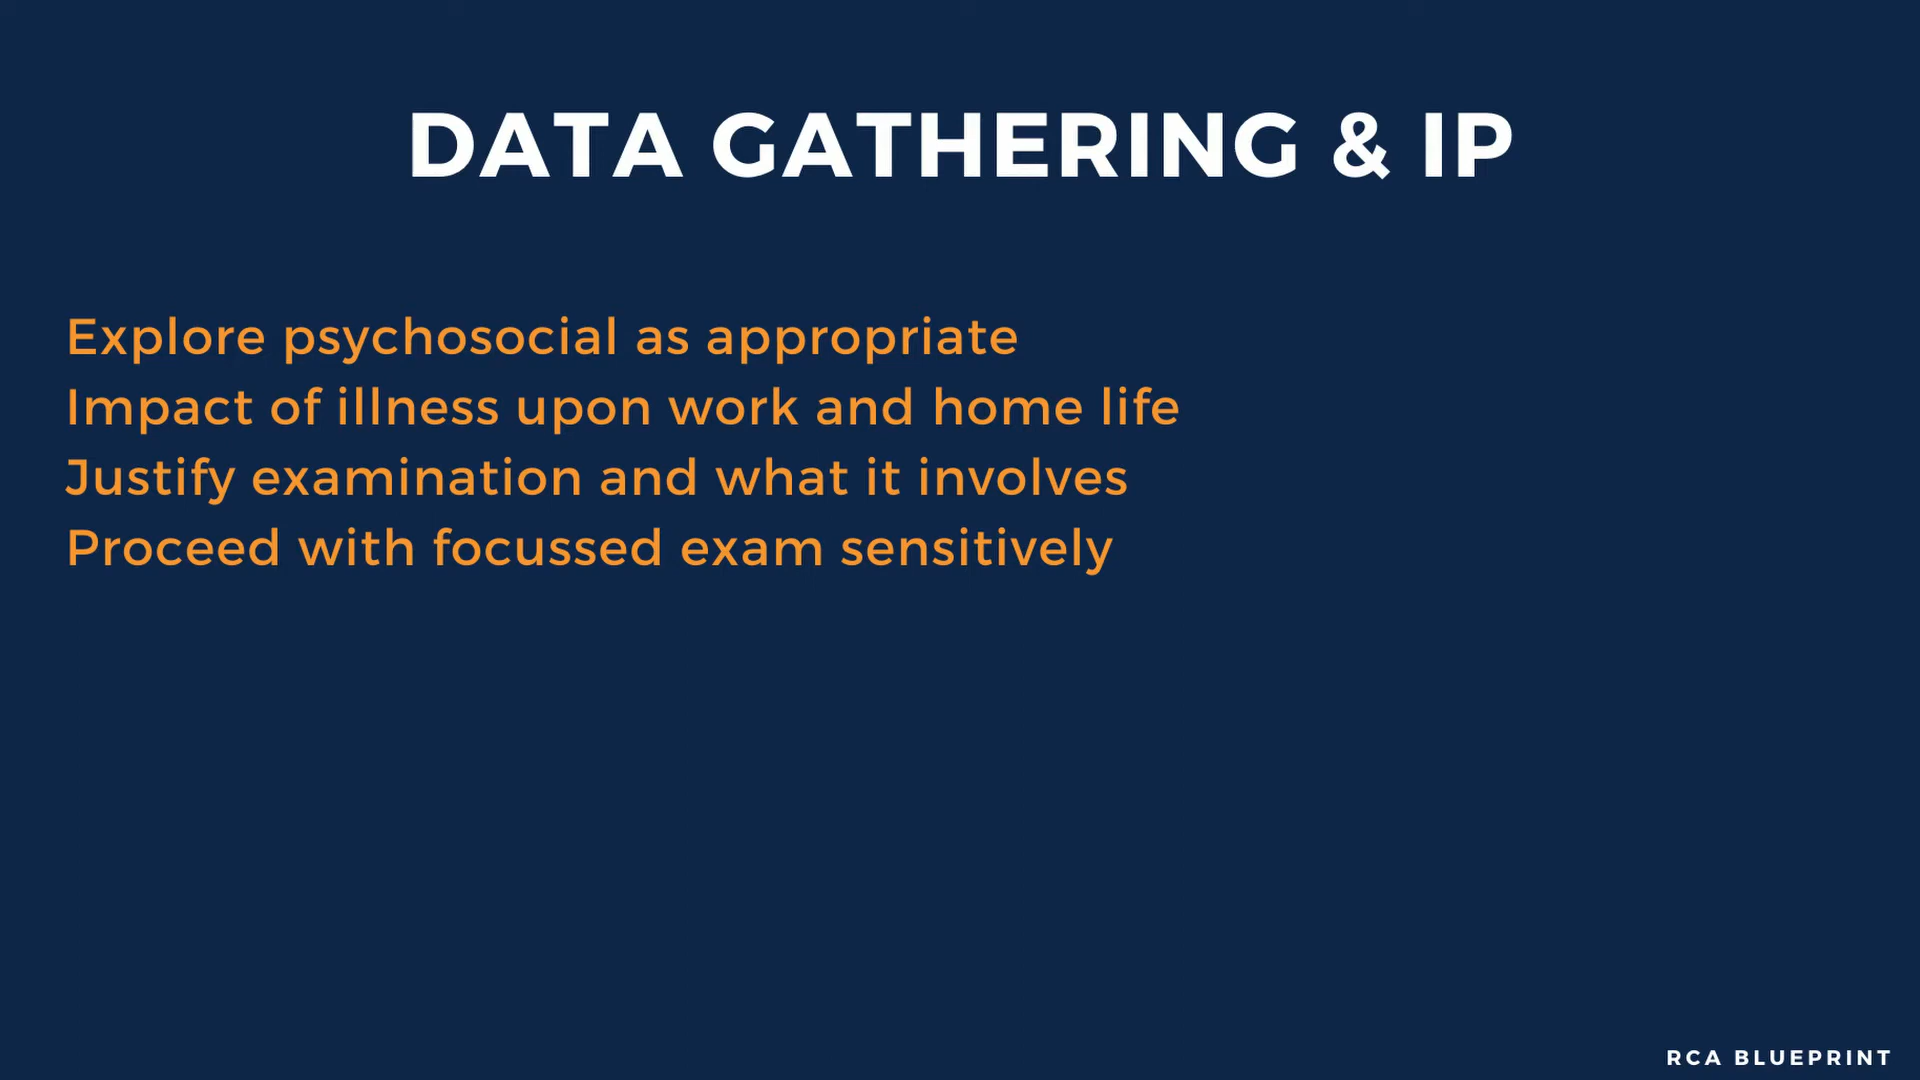 DATA GATHERING & IP
Explore psychosocial as appropriate
Impact of illness upon work and home life
Justify examination and what it involves
Proceed with focussed exam sensitively
RCA BLUEPRINT